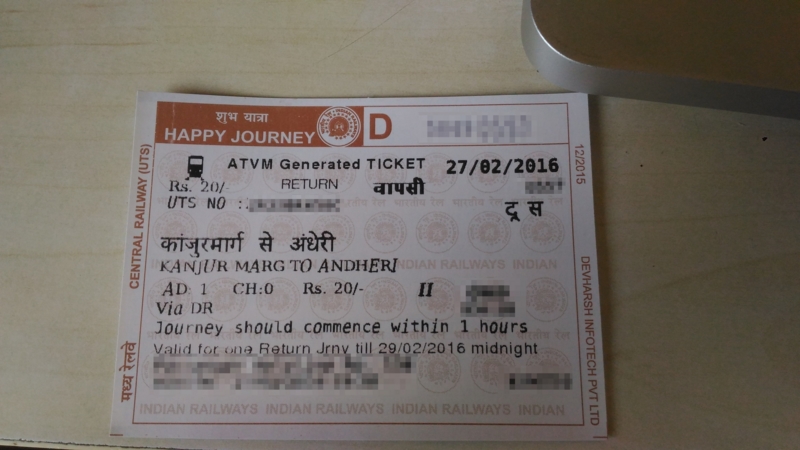 शुभ यात्रा
HAPPY JOURNEY
D
ATVM Generated TICKET 27/02/2016
Rs. 20/- RETURN वापसी
UTS NO :
द्वू स
कांजुरमार्ग से अंधेरी
KANJUR MARG TO ANDHERI
AD: 1 CH:0 Rs. 20/- II
Via DR
Journey should commence within 1 hours
Valid for one Return Jrny till 29/02/2016 midnight
INDIAN RAILWAYS INDIAN RAILWAYS INDIAN RAILWAYS INDIAN
CENTRAL RAILWAY (UTS)
मध्य रेलवे
12/2015
DEVHARSH INFOTECH PVT LTD